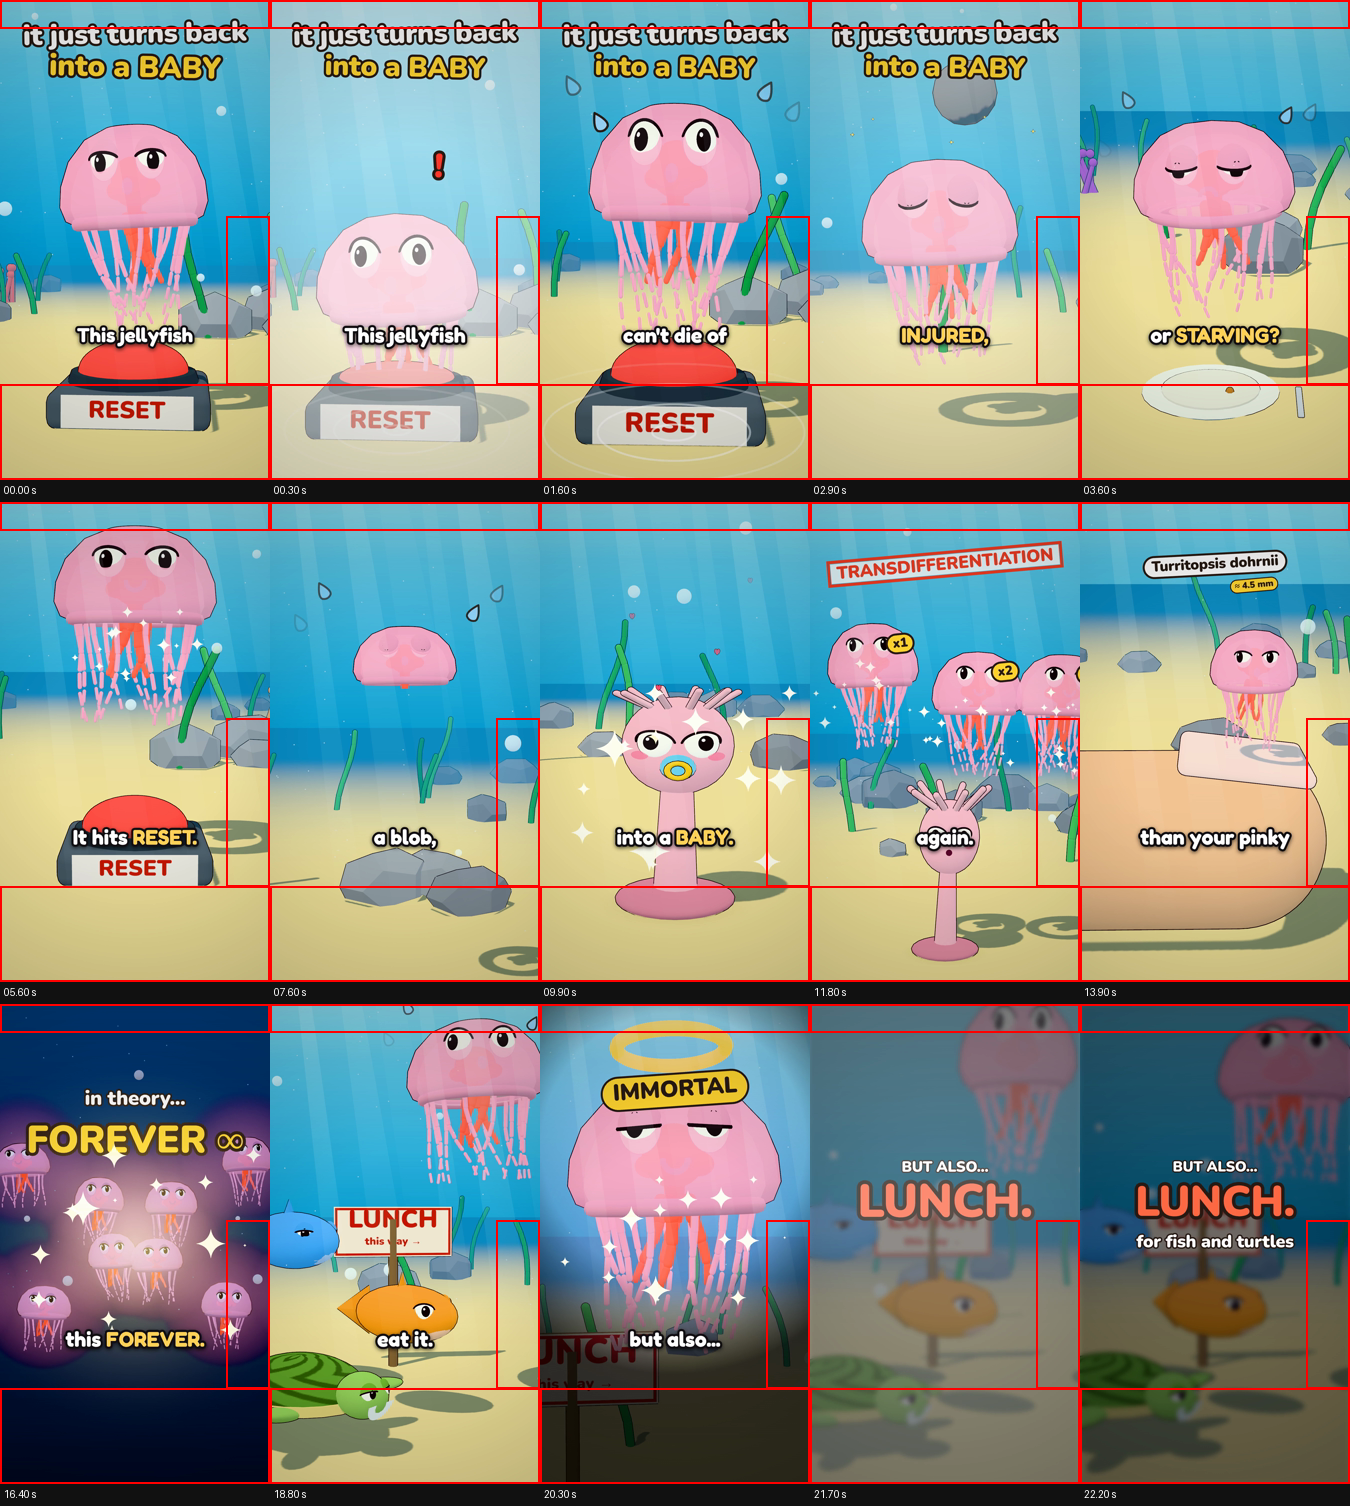 it just turns back
into a BABY
This jellyfish
RESET
00.00 s
it just turns back
into a BABY
!
This jellyfish
RESET
00.30 s
it just turns back
into a BABY
can't die of
RESET
01.60 s
it just turns back
into a BABY
INJURED,
02.90 s
or STARVING?
03.60 s
It hits RESET.
RESET
05.60 s
a blob,
07.60 s
into a BABY.
09.90 s
TRANSDIFFERENTIATION
x1
x2
again.
11.80 s
Turritopsis dohrnii
≈ 4.5 mm
than your pinky
13.90 s
in theory...
FOREVER ∞
this FOREVER.
16.40 s
LUNCH
this way →
eat it.
18.80 s
IMMORTAL
but also...
LUNCH
this way →
20.30 s
BUT ALSO...
LUNCH.
21.70 s
BUT ALSO...
LUNCH.
for fish and turtles
22.20 s